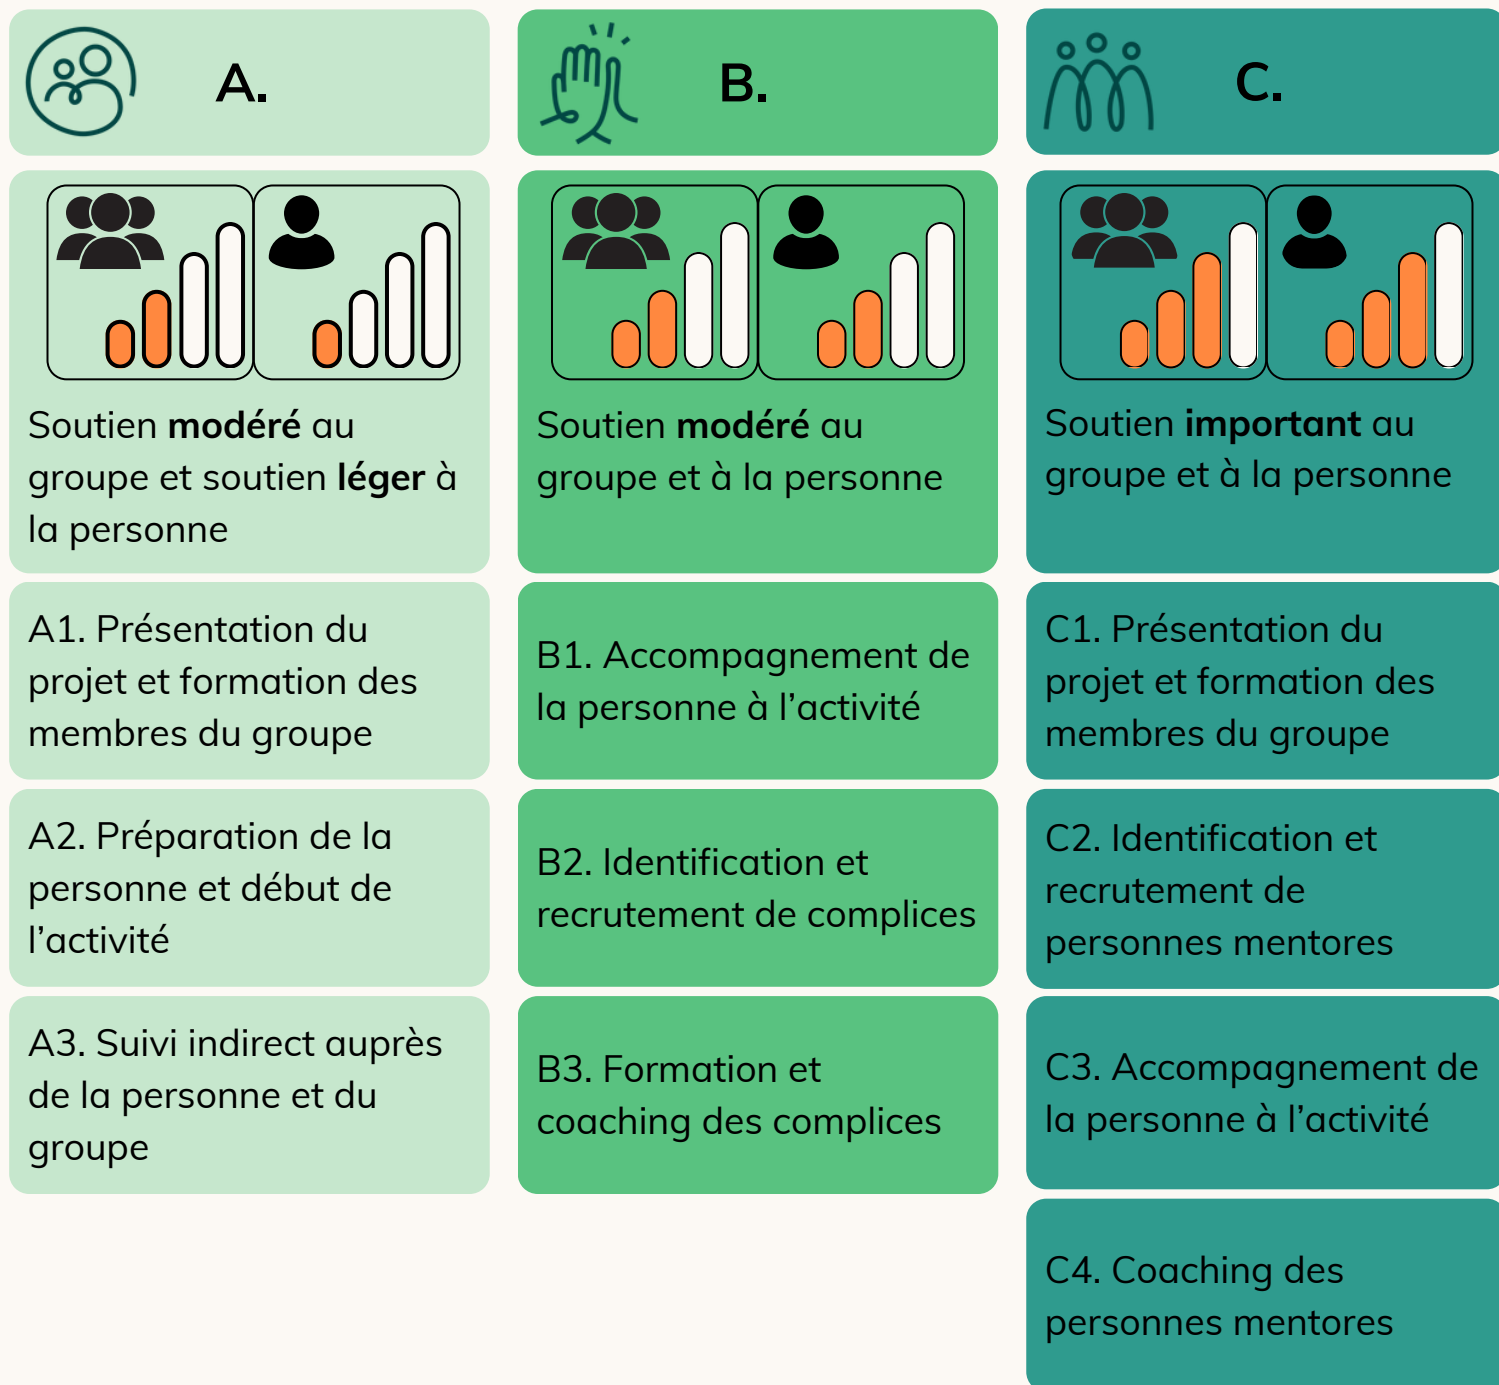 A.
Soutien modéré au
groupe et soutien léger à
la personne
A1. Présentation du
projet et formation des
membres du groupe
A2. Préparation de la
personne et début de
l’activité
A3. Suivi indirect auprès
de la personne et du
groupe
B.
Soutien modéré au
groupe et à la personne
B1. Accompagnement de
la personne à l’activité
B2. Identification et
recrutement de complices
B3. Formation et
coaching des complices
C.
Soutien important au
groupe et à la personne
C1. Présentation du
projet et formation des
membres du groupe
C2. Identification et
recrutement de
personnes mentores
C3. Accompagnement de
la personne à l’activité
C4. Coaching des
personnes mentores